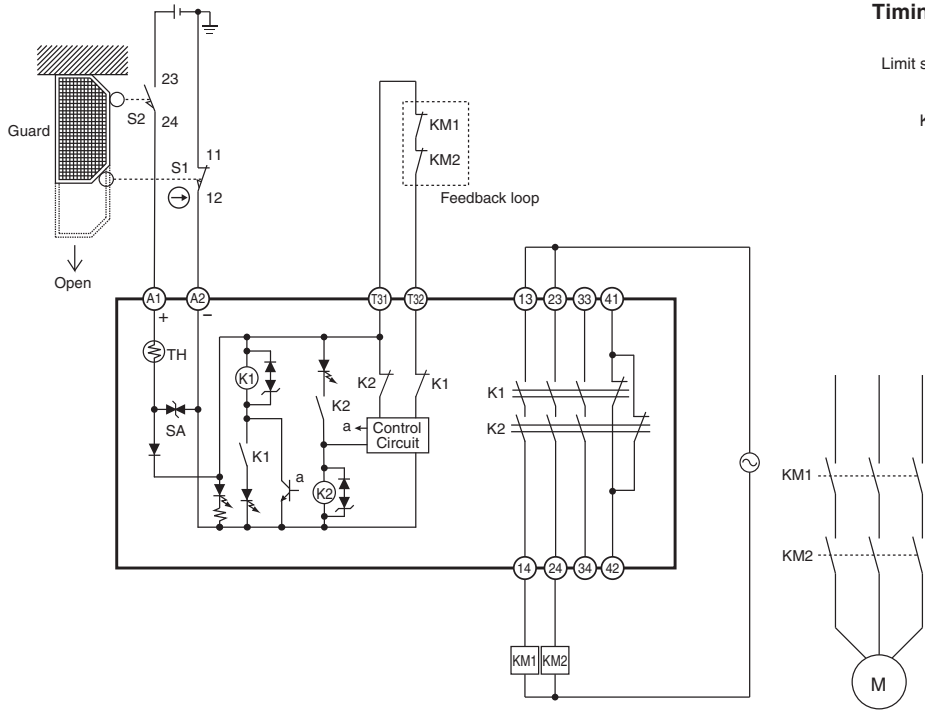 Timin
Limit s
K
23
S2
24
Guard
11
S1
12
Open
KM1
KM2
Feedback loop
A1
A2
T31
T32
13
23
33
41
+
−
TH
K1
K2
K2
K1
K1
a
Control
Circuit
K2
SA
K1
a
K2
KM1
KM2
14
24
34
42
KM1
KM2
M